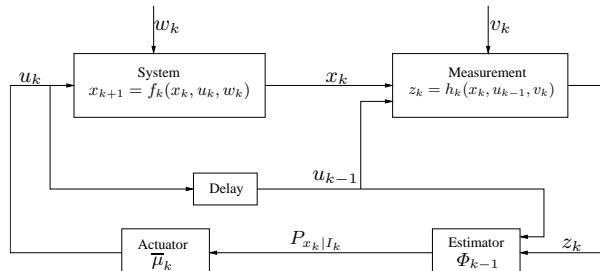 w_k
v_k
System
x_{k+1} = f_k(x_k, u_k, w_k)
Measurement
z_k = h_k(x_k, u_{k-1}, v_k)
u_k
x_k
Delay
u_{k-1}
Actuator
\overline{μ}_k
P_{x_k|I_k}
Estimator
Φ_{k-1}
z_k